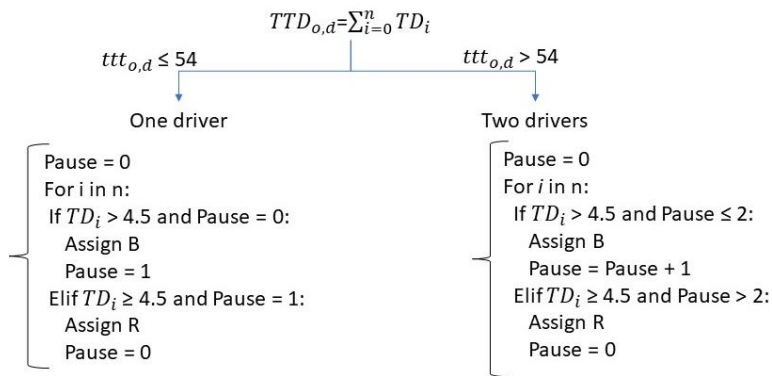 TTD_{o,d}=∑_{i=0}^{n} TD_i
ttt_{o,d} ≤ 54
ttt_{o,d} > 54
One driver
Pause = 0
For i in n:
If TD_i > 4.5 and Pause = 0:
Assign B
Pause = 1
Elif TD_i ≥ 4.5 and Pause = 1:
Assign R
Pause = 0
Two drivers
Pause = 0
For i in n:
If TD_i > 4.5 and Pause ≤ 2:
Assign B
Pause = Pause + 1
Elif TD_i ≥ 4.5 and Pause > 2:
Assign R
Pause = 0